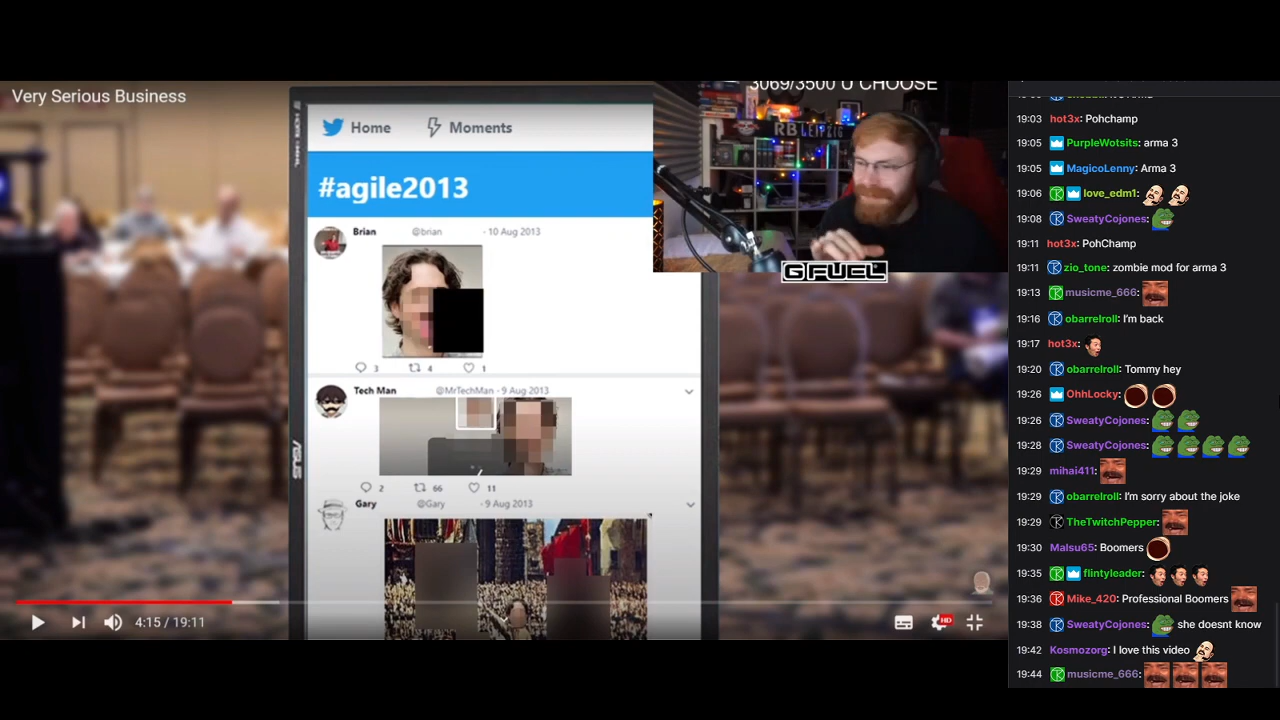 Very Serious Business
Home
Moments
#agile2013
Brian @brian - 10 Aug 2013
3 4 1
Tech Man @MrTechMan - 9 Aug 2013
2 66 11
Gary @Gary - 9 Aug 2013
ASUS
4:15 / 19:11
HD
3069/3500 U CHOOSE
RB LEIPZIG
G FUEL
19:03 hot3x: Pohchamp
19:05 PurpleWotsits: arma 3
19:05 MagicoLenny: Arma 3
19:06 love_edm1:
19:08 SweatyCojones:
19:11 hot3x: PohChamp
19:11 zio_tone: zombie mod for arma 3
19:13 musicme_666:
19:16 obarrelroll: I'm back
19:17 hot3x:
19:20 obarrelroll: Tommy hey
19:26 OhhLocky:
19:26 SweatyCojones:
19:28 SweatyCojones:
19:29 mihai411:
19:29 obarrelroll: I'm sorry about the joke
19:29 TheTwitchPepper:
19:30 Malsu65: Boomers
19:35 flintyleader:
19:36 Mike_420: Professional Boomers
19:38 SweatyCojones: she doesnt know
19:42 Kosmozorg: I love this video
19:44 musicme_666: